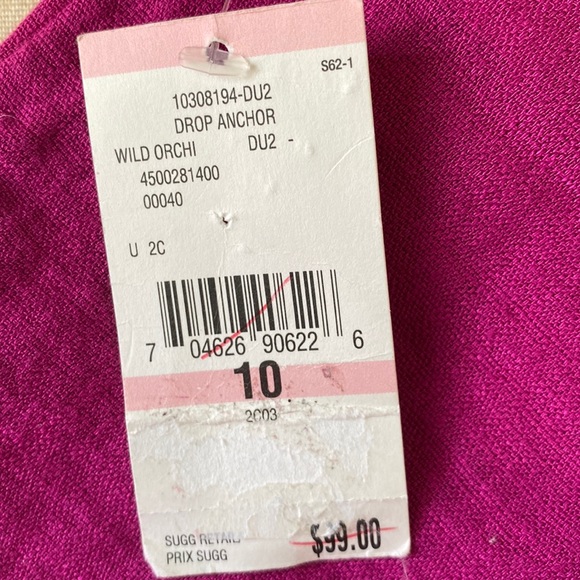 S62-1
10308194-DU2
DROP ANCHOR
WILD ORCHI DU2 -
4500281400
00040
U 2C
7 04626 90622 6
10
2C03
SUGG RETAIL $99.00
PRIX SUGG